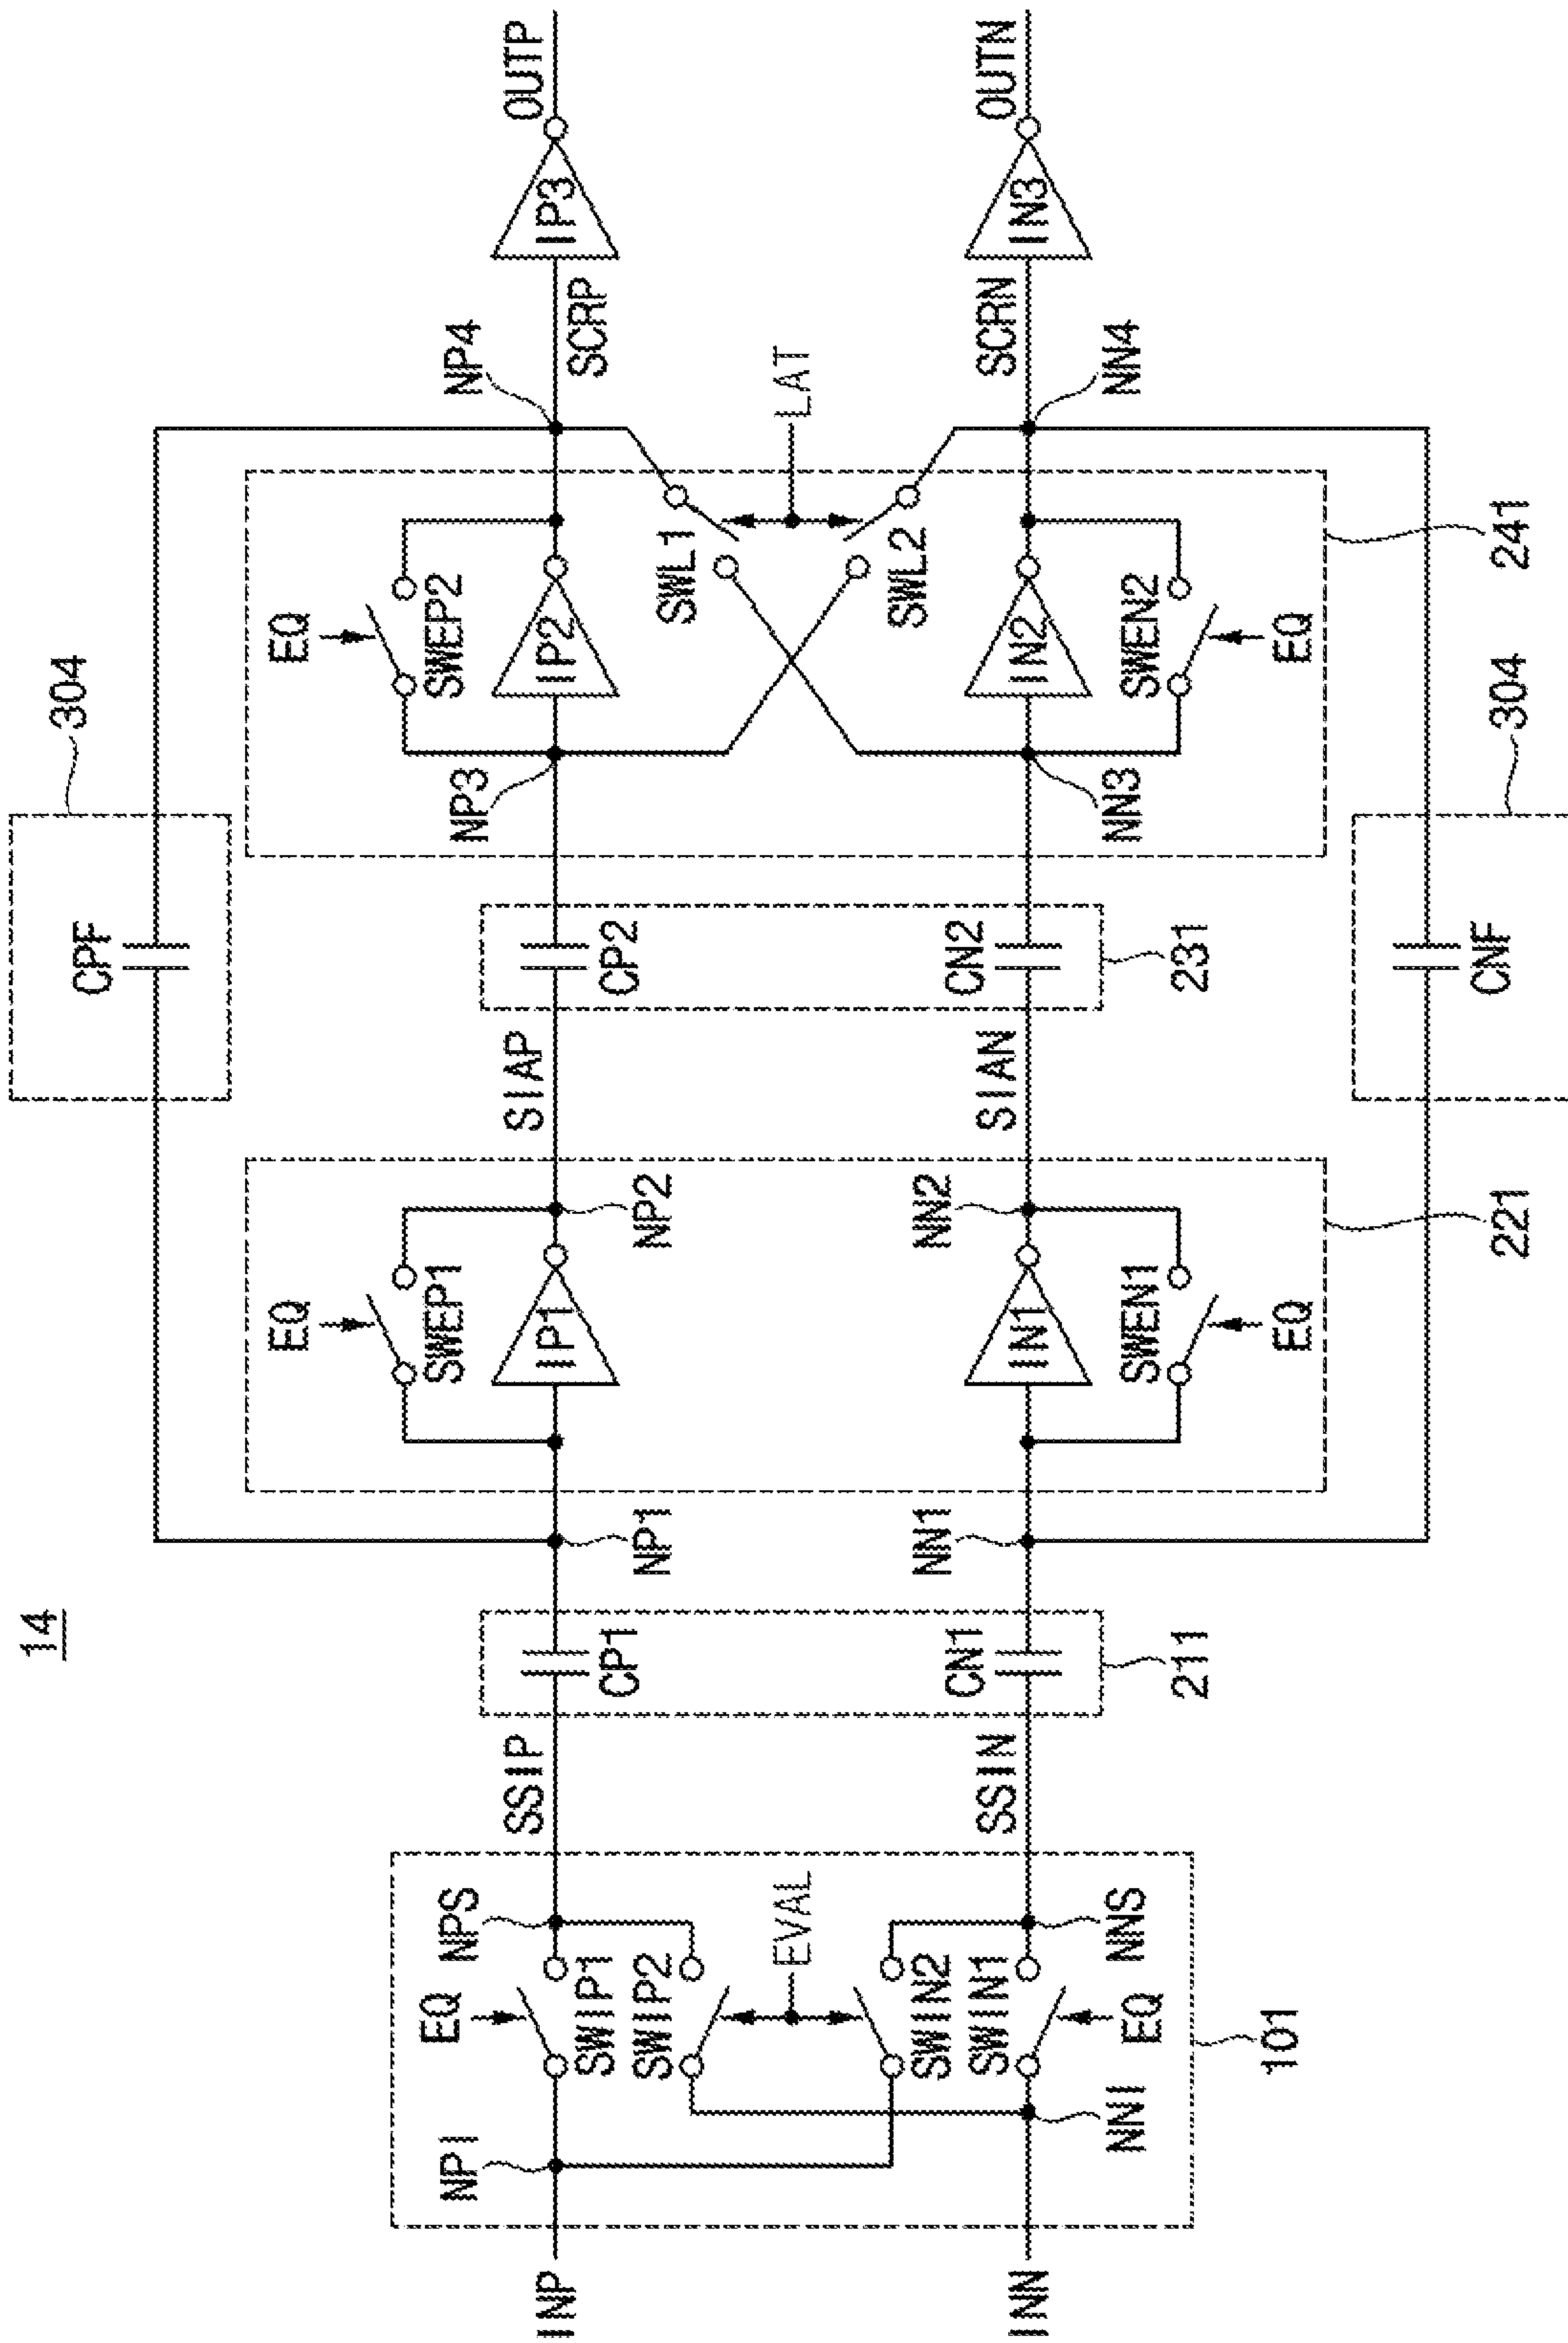 14
304
CPF
EQ
SWEP1
IP1
NP1
NP2
SIAP
CP2
NP3
EQ
SWEP2
IP2
NP4
SCRP
IP3
OUTP
INP
NPI
EQ
SWIP1
SWIP2
NPS
SSIP
CP1
EVAL
SWL1
SWL2
LAT
INN
NNI
SWIN2
SWIN1
EQ
NNS
SSIN
CN1
NN1
IN1
SWEN1
EQ
NN2
SIAN
CN2
NN3
IN2
SWEN2
EQ
NN4
SCRN
IN3
OUTN
101
211
221
231
241
CNF
304